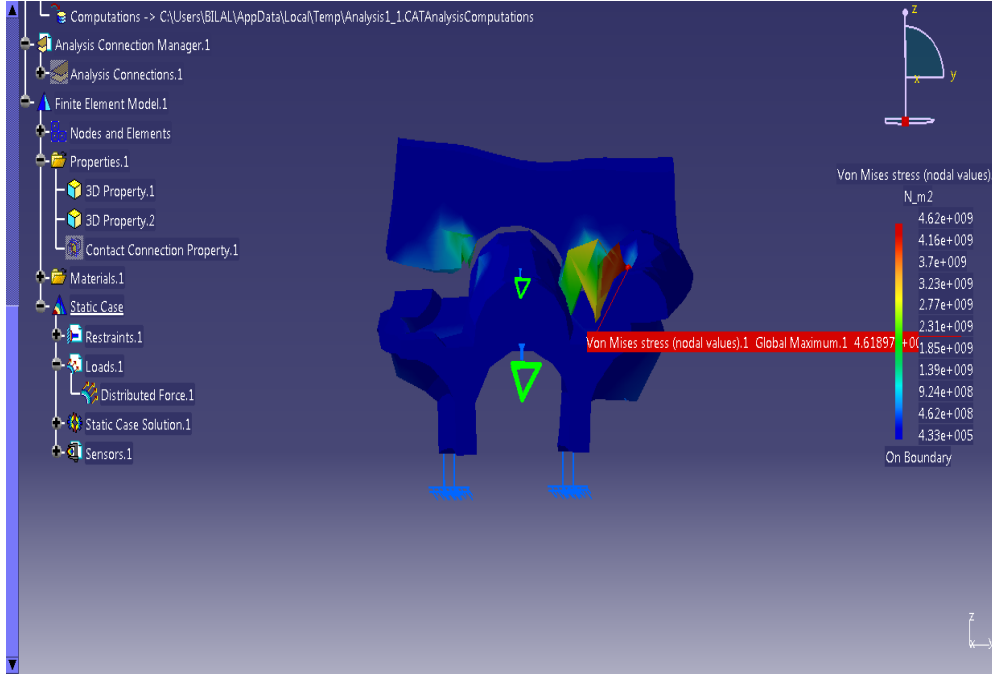 Computations -> C:\Users\BILAL\AppData\Local\Temp\Analysis1_1.CATAnalysisComputations
Analysis Connection Manager.1
Analysis Connections.1
Finite Element Model.1
Nodes and Elements
Properties.1
3D Property.1
3D Property.2
Contact Connection Property.1
Materials.1
Static Case
Restraints.1
Loads.1
Distributed Force.1
Static Case Solution.1
Sensors.1
z
y
x
Von Mises stress (nodal values).1 Global Maximum.1 4.61897
Von Mises stress (nodal values)
N_m2
4.62e+009
4.16e+009
3.7e+009
3.23e+009
2.77e+009
2.31e+009
1.85e+009
1.39e+009
9.24e+008
4.62e+008
4.33e+005
On Boundary
z
x
y